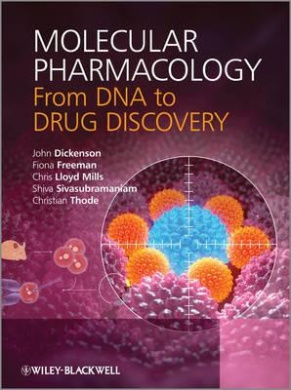 MOLECULAR
PHARMACOLOGY
From DNA to
DRUG DISCOVERY
John Dickenson
Fiona Freeman
Chris Lloyd Mills
Shiva Sivasubramaniam
Christian Thode
WILEY-BLACKWELL